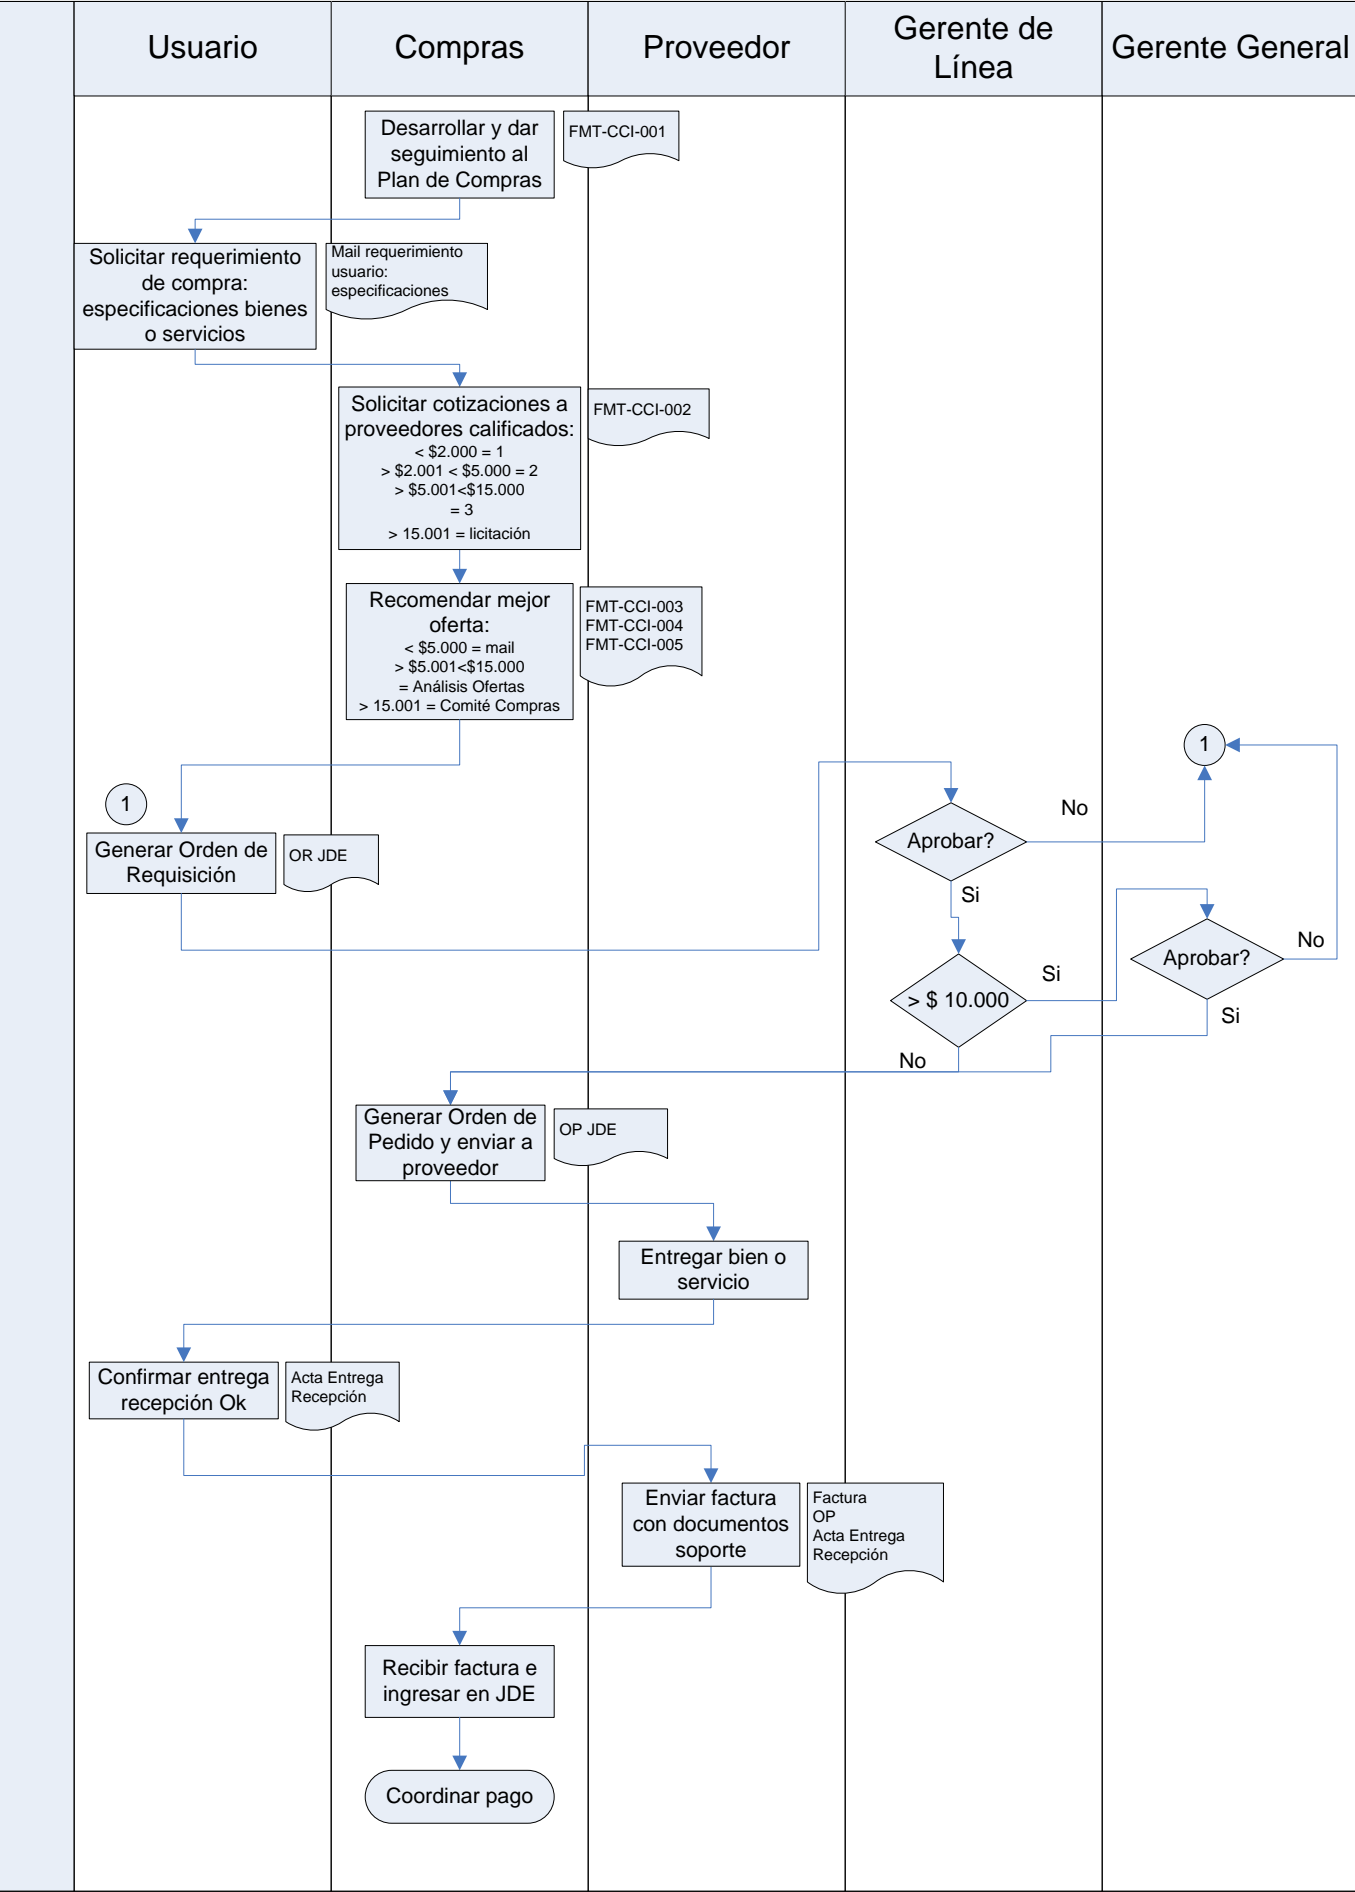 Usuario
Compras
Proveedor
Gerente de
Línea
Gerente General
Desarrollar y dar
seguimiento al
Plan de Compras
FMT-CCI-001
Solicitar requerimiento
de compra:
especificaciones bienes
o servicios
Mail requerimiento
usuario:
especificaciones
Solicitar cotizaciones a
proveedores calificados:
< $2.000 = 1
> $2.001 < $5.000 = 2
> $5.001<$15.000
= 3
> 15.001 = licitación
FMT-CCI-002
Recomendar mejor
oferta:
< $5.000 = mail
> $5.001<$15.000
= Análisis Ofertas
> 15.001 = Comité Compras
FMT-CCI-003
FMT-CCI-004
FMT-CCI-005
1
1
Generar Orden de
Requisición
OR JDE
Aprobar?
No
Si
Aprobar?
No
Si
> $ 10.000
Si
No
Generar Orden de
Pedido y enviar a
proveedor
OP JDE
Entregar bien o
servicio
Confirmar entrega
recepción Ok
Acta Entrega
Recepción
Enviar factura
con documentos
soporte
Factura
OP
Acta Entrega
Recepción
Recibir factura e
ingresar en JDE
Coordinar pago